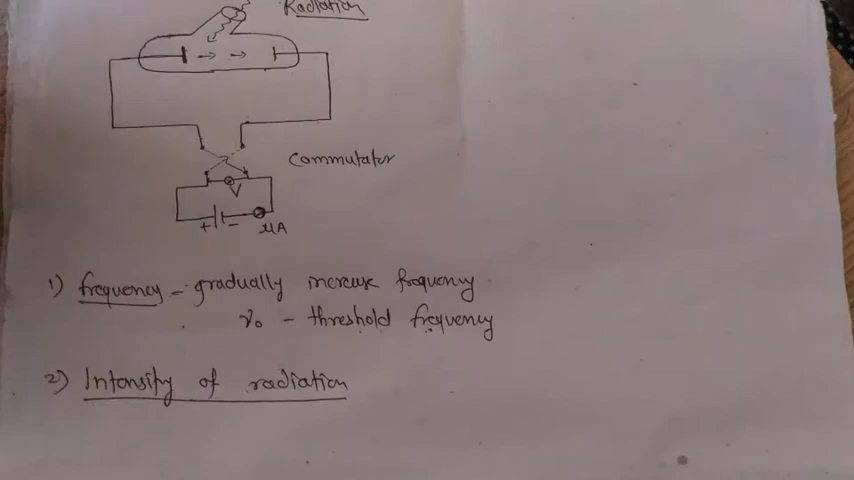 Radiation
Commutator
V
+ -
μA
1) frequency - gradually increase frequency
ν₀ - threshold frequency
2) Intensity of radiation